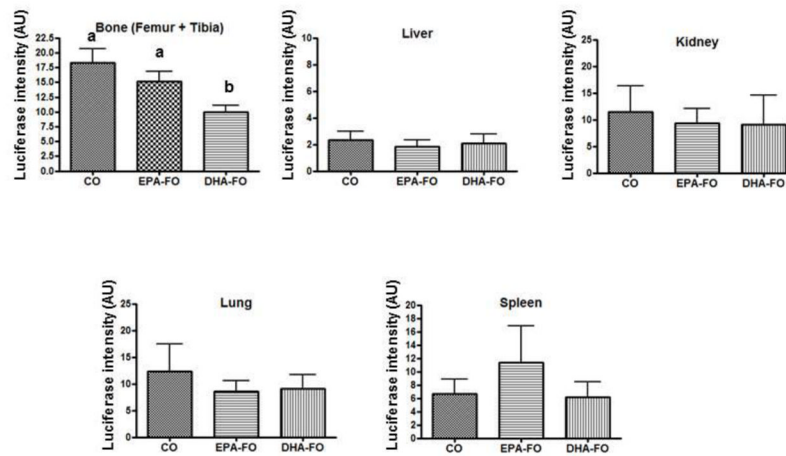 Bone (Femur + Tibia)
Luciferase intensity (AU)
22.5
20.0
17.5
15.0
12.5
10.0
7.5
5.0
2.5
0.0
a
a
b
CO EPA-FO DHA-FO
Liver
Luciferase intensity (AU)
10
8
6
4
2
0
CO EPA-FO DHA-FO
Kidney
Luciferase intensity (AU)
25
20
15
10
5
0
CO EPA-FO DHA-FO
Lung
Luciferase intensity (AU)
25
20
15
10
5
0
CO EPA-FO DHA-FO
Spleen
Luciferase intensity (AU)
20
18
16
14
12
10
8
6
4
2
0
CO EPA-FO DHA-FO